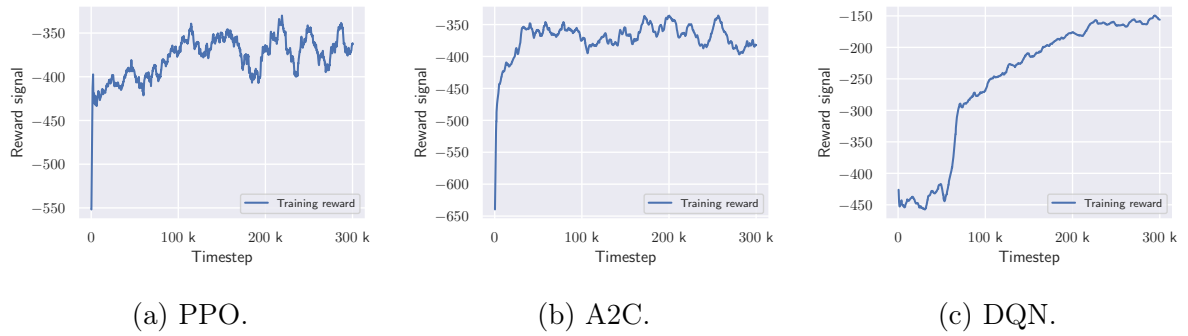 Reward signal
−350
−400
−450
−500
−550
0
100 k
200 k
300 k
Timestep
Training reward
(a) PPO.
Reward signal
−350
−400
−450
−500
−550
−600
−650
0
100 k
200 k
300 k
Timestep
Training reward
(b) A2C.
Reward signal
−150
−200
−250
−300
−350
−400
−450
0
100 k
200 k
300 k
Timestep
Training reward
(c) DQN.